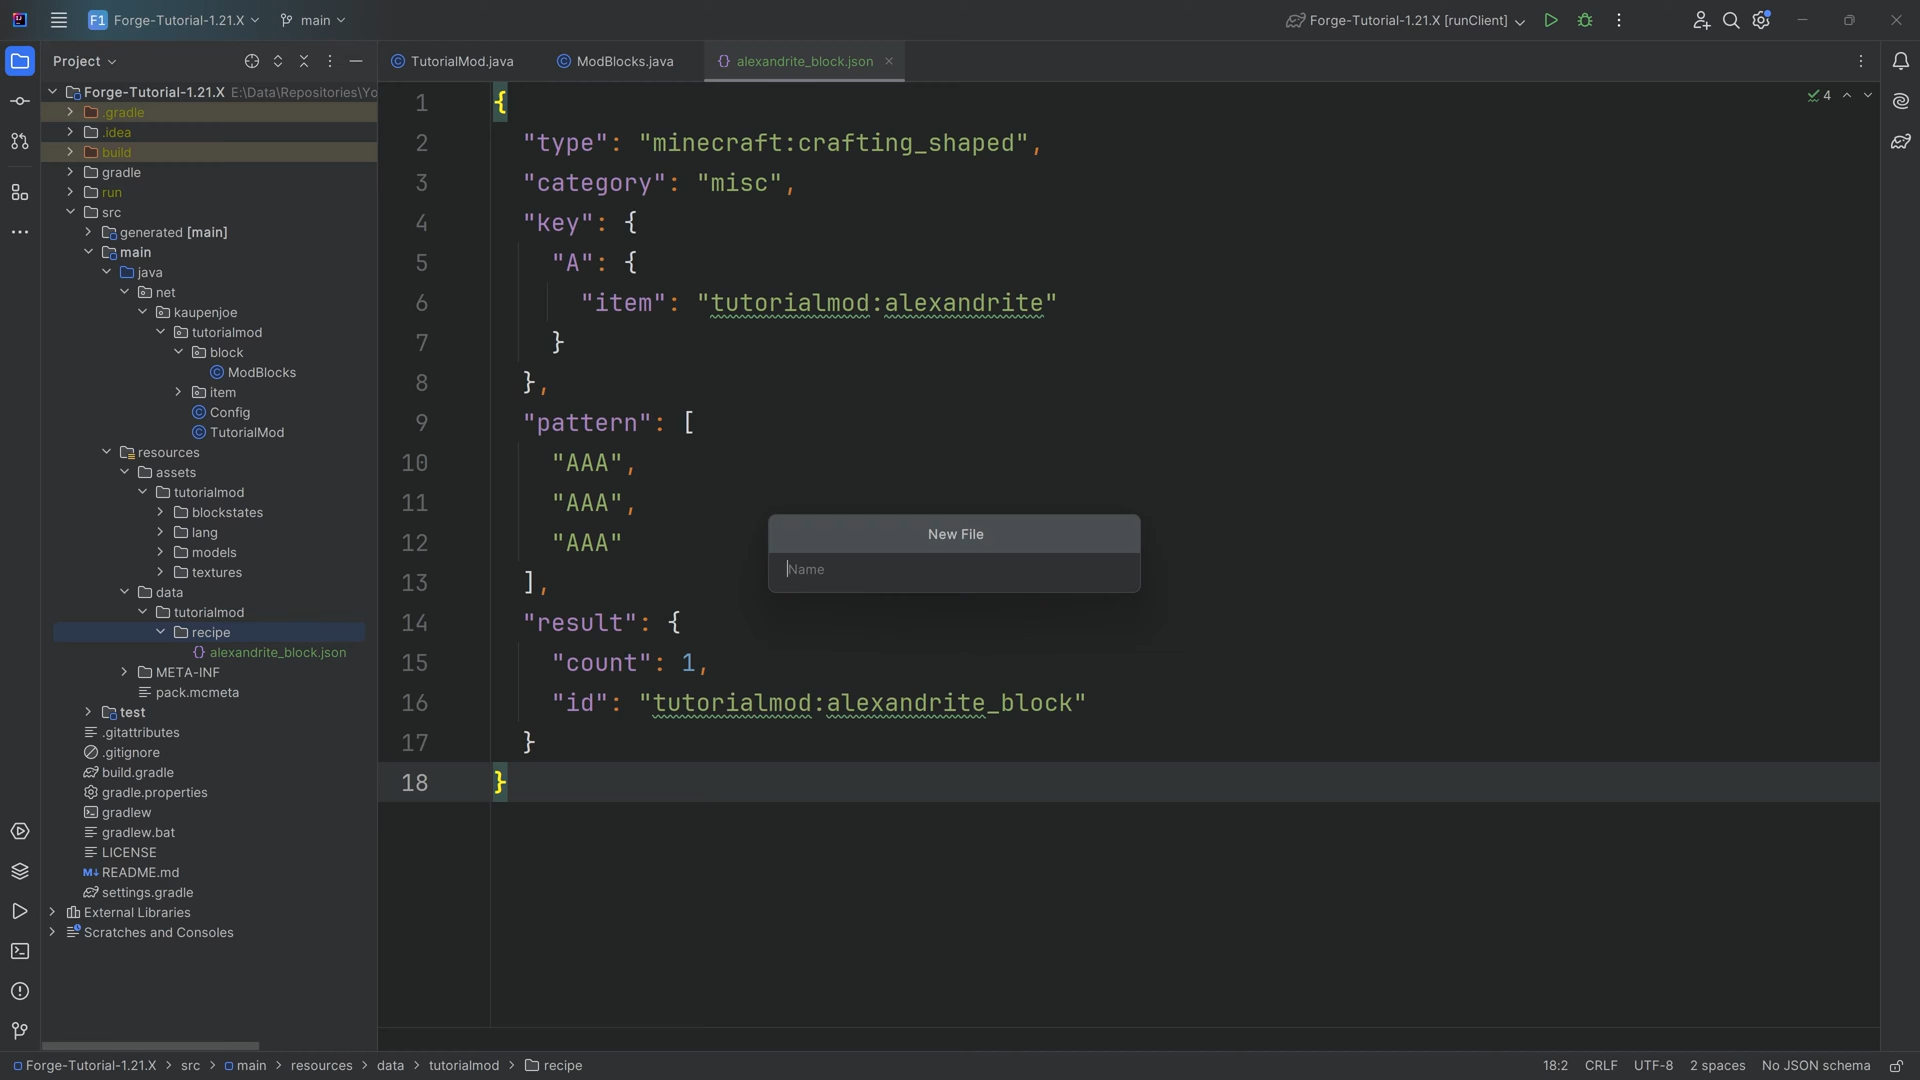 F1 Forge-Tutorial-1.21.X main Forge-Tutorial-1.21.X [runClient]
Project
TutorialMod.java ModBlocks.java {} alexandrite_block.json
Forge-Tutorial-1.21.X E:\Data\Repositories\Yo
.gradle
.idea
build
gradle
run
src
generated [main]
main
java
net
kaupenjoe
tutorialmod
block
ModBlocks
item
Config
TutorialMod
resources
assets
tutorialmod
blockstates
lang
models
textures
data
tutorialmod
recipe
{} alexandrite_block.json
META-INF
pack.mcmeta
test
.gitattributes
.gitignore
build.gradle
gradle.properties
gradlew
gradlew.bat
LICENSE
M↓ README.md
settings.gradle
External Libraries
Scratches and Consoles
4
1 {
2 "type": "minecraft:crafting_shaped",
3 "category": "misc",
4 "key": {
5 "A": {
6 "item": "tutorialmod:alexandrite"
7 }
8 },
9 "pattern": [
10 "AAA",
11 "AAA",
12 "AAA"
13 ],
14 "result": {
15 "count": 1,
16 "id": "tutorialmod:alexandrite_block"
17 }
18 }
New File
Name
Forge-Tutorial-1.21.X > src > main > resources > data > tutorialmod > recipe
18:2 CRLF UTF-8 2 spaces No JSON schema